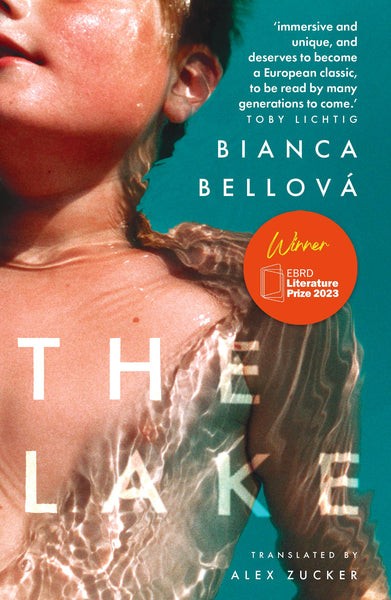 ‘immersive and
unique, and
deserves to become
a European classic,
to be read by many
generations to come.’
TOBY LICHTIG
BIANCA
BELLOVÁ
Winner
EBRD
Literature
Prize 2023
THE
LAKE
TRANSLATED BY
ALEX ZUCKER